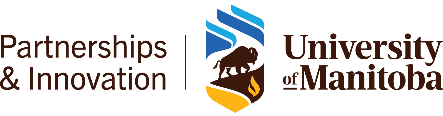 Partnerships
& Innovation
University
of Manitoba